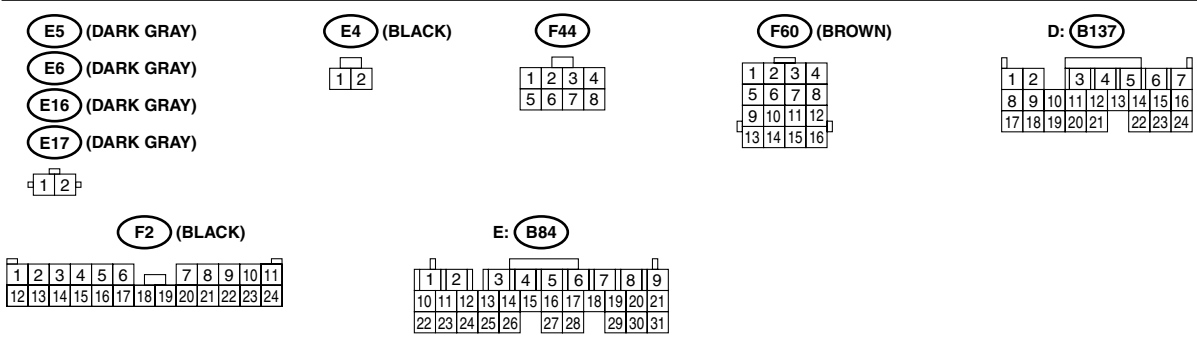 E5 (DARK GRAY)
E6 (DARK GRAY)
E16 (DARK GRAY)
E17 (DARK GRAY)
1 2
E4 (BLACK)
1 2
F44
1 2 3 4
5 6 7 8
F60 (BROWN)
1 2 3 4
5 6 7 8
9 10 11 12
13 14 15 16
D: B137
1 2 3 4 5 6 7
8 9 10 11 12 13 14 15 16
17 18 19 20 21 22 23 24
F2 (BLACK)
1 2 3 4 5 6 7 8 9 10 11
12 13 14 15 16 17 18 19 20 21 22 23 24
E: B84
1 2 3 4 5 6 7 8 9
10 11 12 13 14 15 16 17 18 19 20 21
22 23 24 25 26 27 28 29 30 31